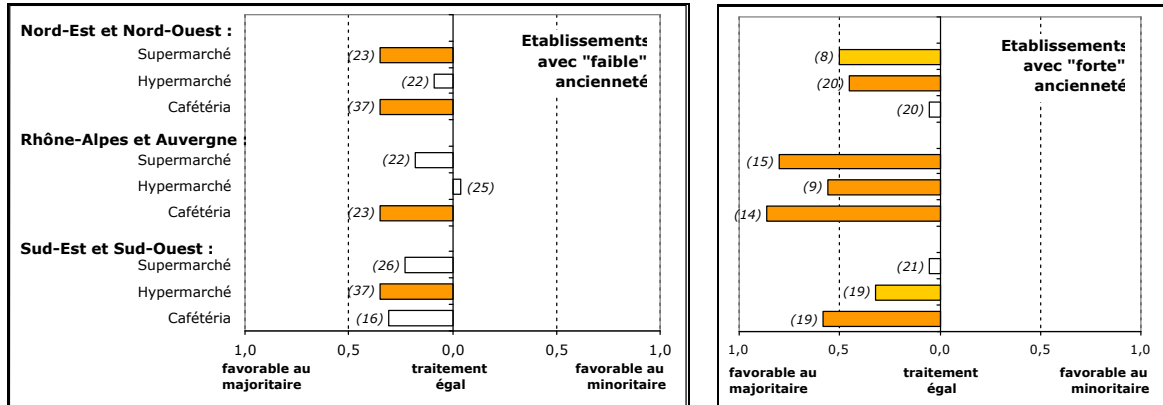 Nord-Est et Nord-Ouest :
Supermarché
(23)
Hypermarché
(22)
Cafétéria
(37)
Rhône-Alpes et Auvergne :
Supermarché
(22)
Hypermarché
(25)
Cafétéria
(23)
Sud-Est et Sud-Ouest :
Supermarché
(26)
Hypermarché
(37)
Cafétéria
(16)
Etablissements
avec "faible"
ancienneté
1,0
0,5
0,0
0,5
1,0
favorable au
majoritaire
traitement
égal
favorable au
minoritaire
Etablissements
avec "forte"
ancienneté
(8)
(20)
(20)
(15)
(9)
(14)
(21)
(19)
(19)
1,0
0,5
0,0
0,5
1,0
favorable au
majoritaire
traitement
égal
favorable au
minoritaire